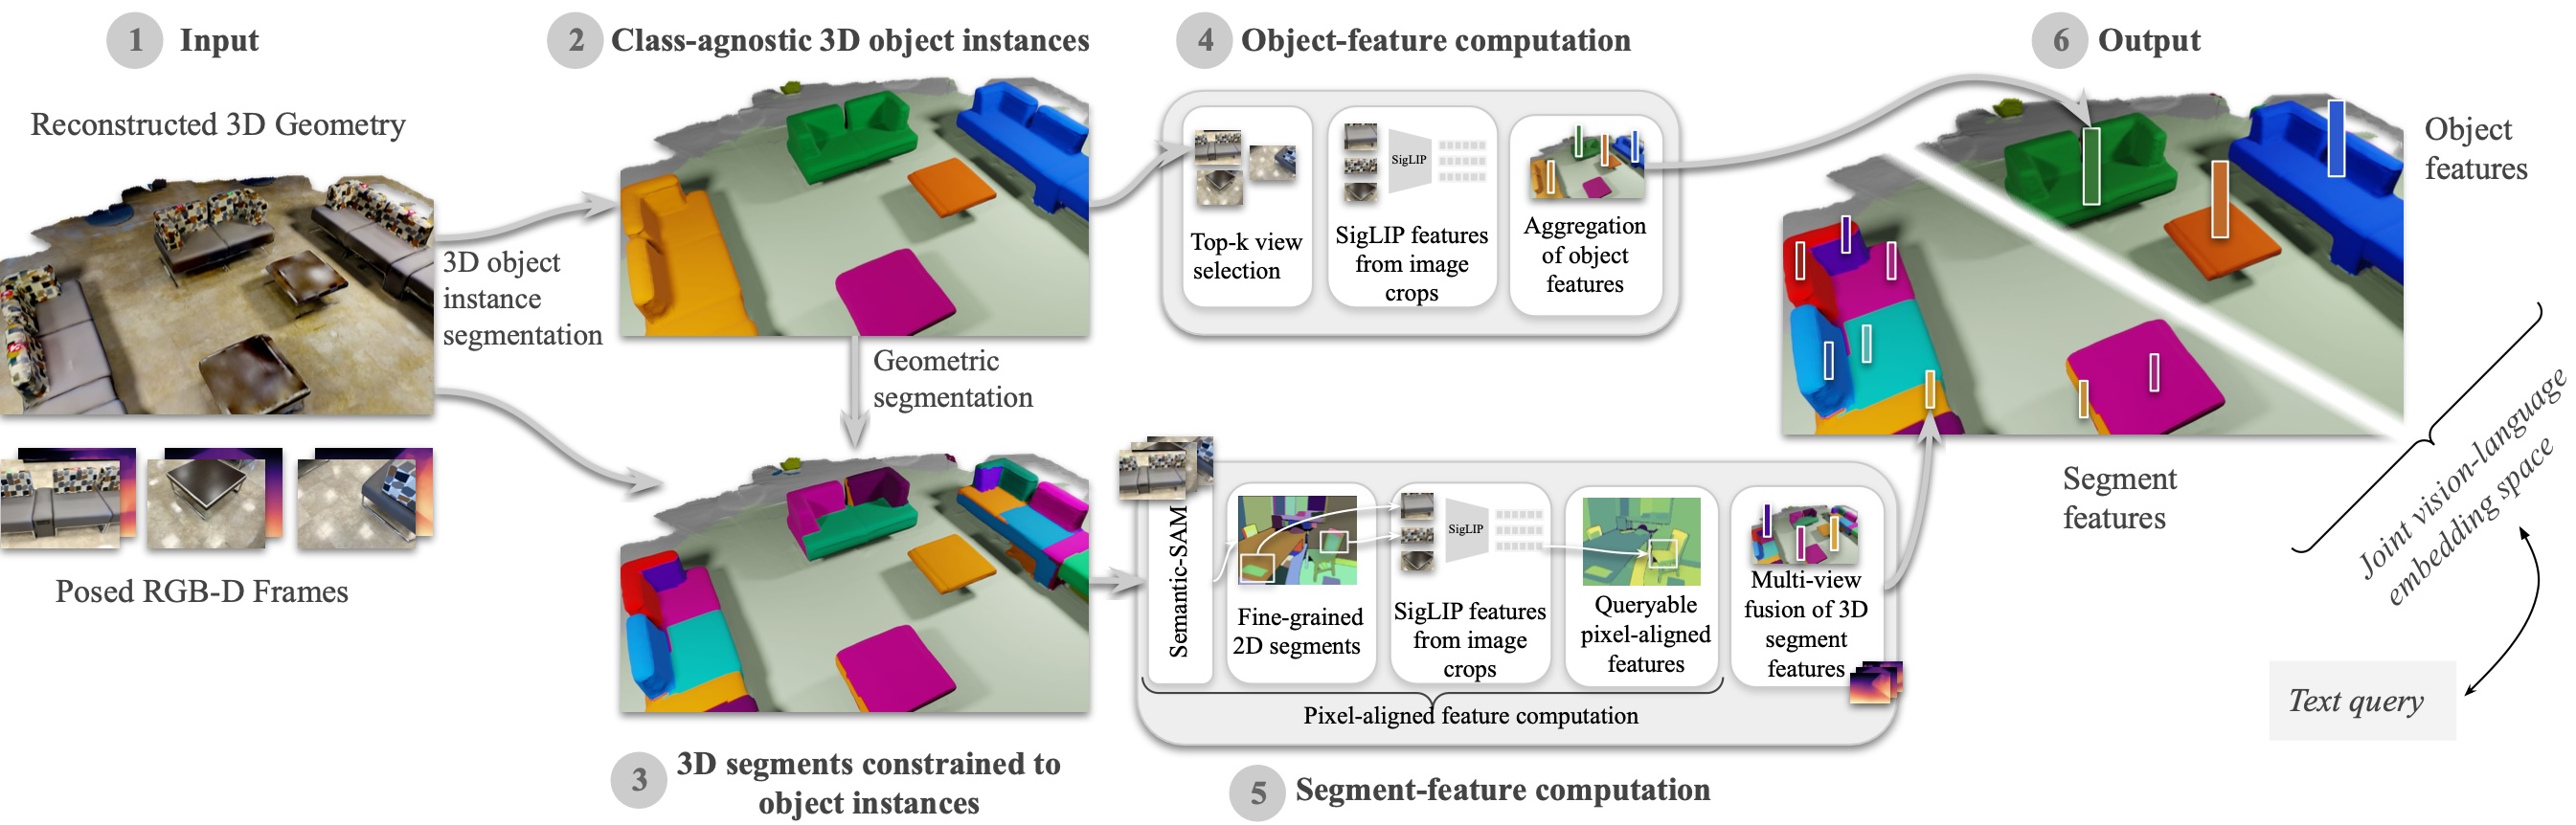 1 Input
Reconstructed 3D Geometry
Posed RGB-D Frames
3D object
instance
segmentation
2 Class-agnostic 3D object instances
Geometric
segmentation
3 3D segments constrained to
object instances
4 Object-feature computation
Top-k view
selection
SigLIP
SigLIP features
from image
crops
Aggregation
of object
features
5 Segment-feature computation
Semantic-SAM
Fine-grained
2D segments
SigLIP
SigLIP features
from image
crops
Queryable
pixel-aligned
features
Multi-view
fusion of 3D
segment
features
Pixel-aligned feature computation
6 Output
Object
features
Segment
features
Joint vision-language
embedding space
Text query